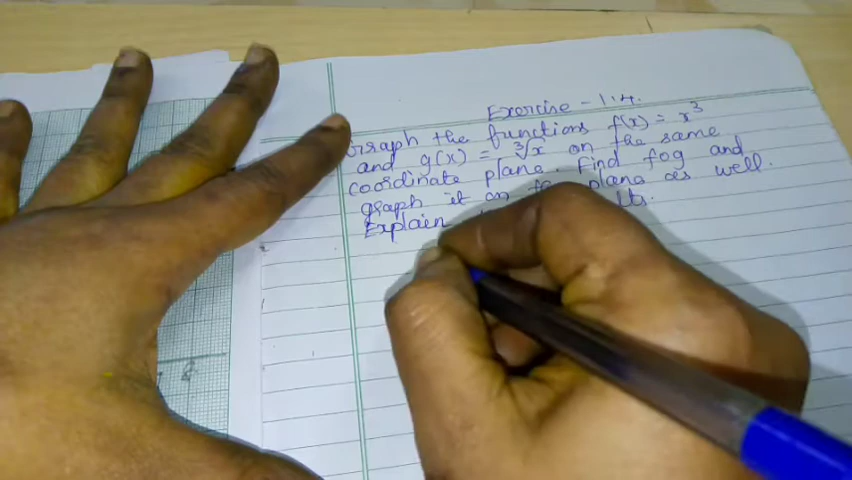 Exercise - 1.4.
Graph the functions f(x) = x³
and g(x) = ∛x on the same
coordinate plane. Find fog and
graph it on plane as well.
Explain